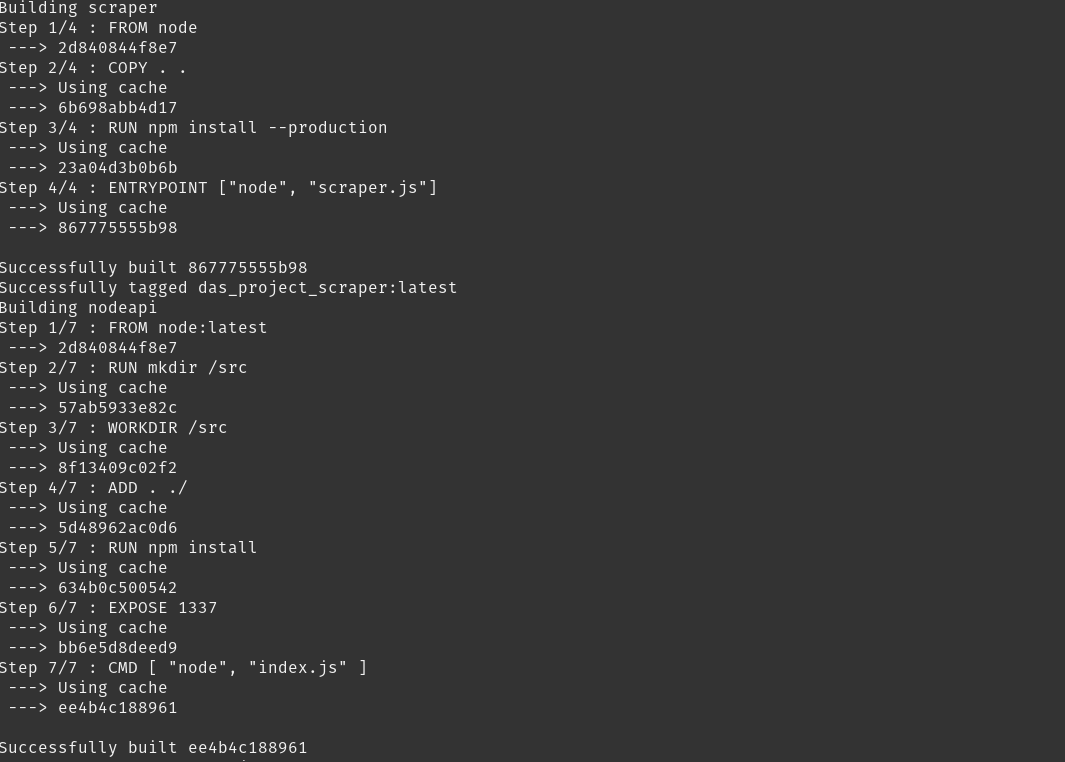 Building scraper
Step 1/4 : FROM node
 ---> 2d840844f8e7
Step 2/4 : COPY . .
 ---> Using cache
 ---> 6b698abb4d17
Step 3/4 : RUN npm install --production
 ---> Using cache
 ---> 23a04d3b0b6b
Step 4/4 : ENTRYPOINT ["node", "scraper.js"]
 ---> Using cache
 ---> 867775555b98

Successfully built 867775555b98
Successfully tagged das_project_scraper:latest
Building nodeapi
Step 1/7 : FROM node:latest
 ---> 2d840844f8e7
Step 2/7 : RUN mkdir /src
 ---> Using cache
 ---> 57ab5933e82c
Step 3/7 : WORKDIR /src
 ---> Using cache
 ---> 8f13409c02f2
Step 4/7 : ADD . ./
 ---> Using cache
 ---> 5d48962ac0d6
Step 5/7 : RUN npm install
 ---> Using cache
 ---> 634b0c500542
Step 6/7 : EXPOSE 1337
 ---> Using cache
 ---> bb6e5d8deed9
Step 7/7 : CMD [ "node", "index.js" ]
 ---> Using cache
 ---> ee4b4c188961

Successfully built ee4b4c188961